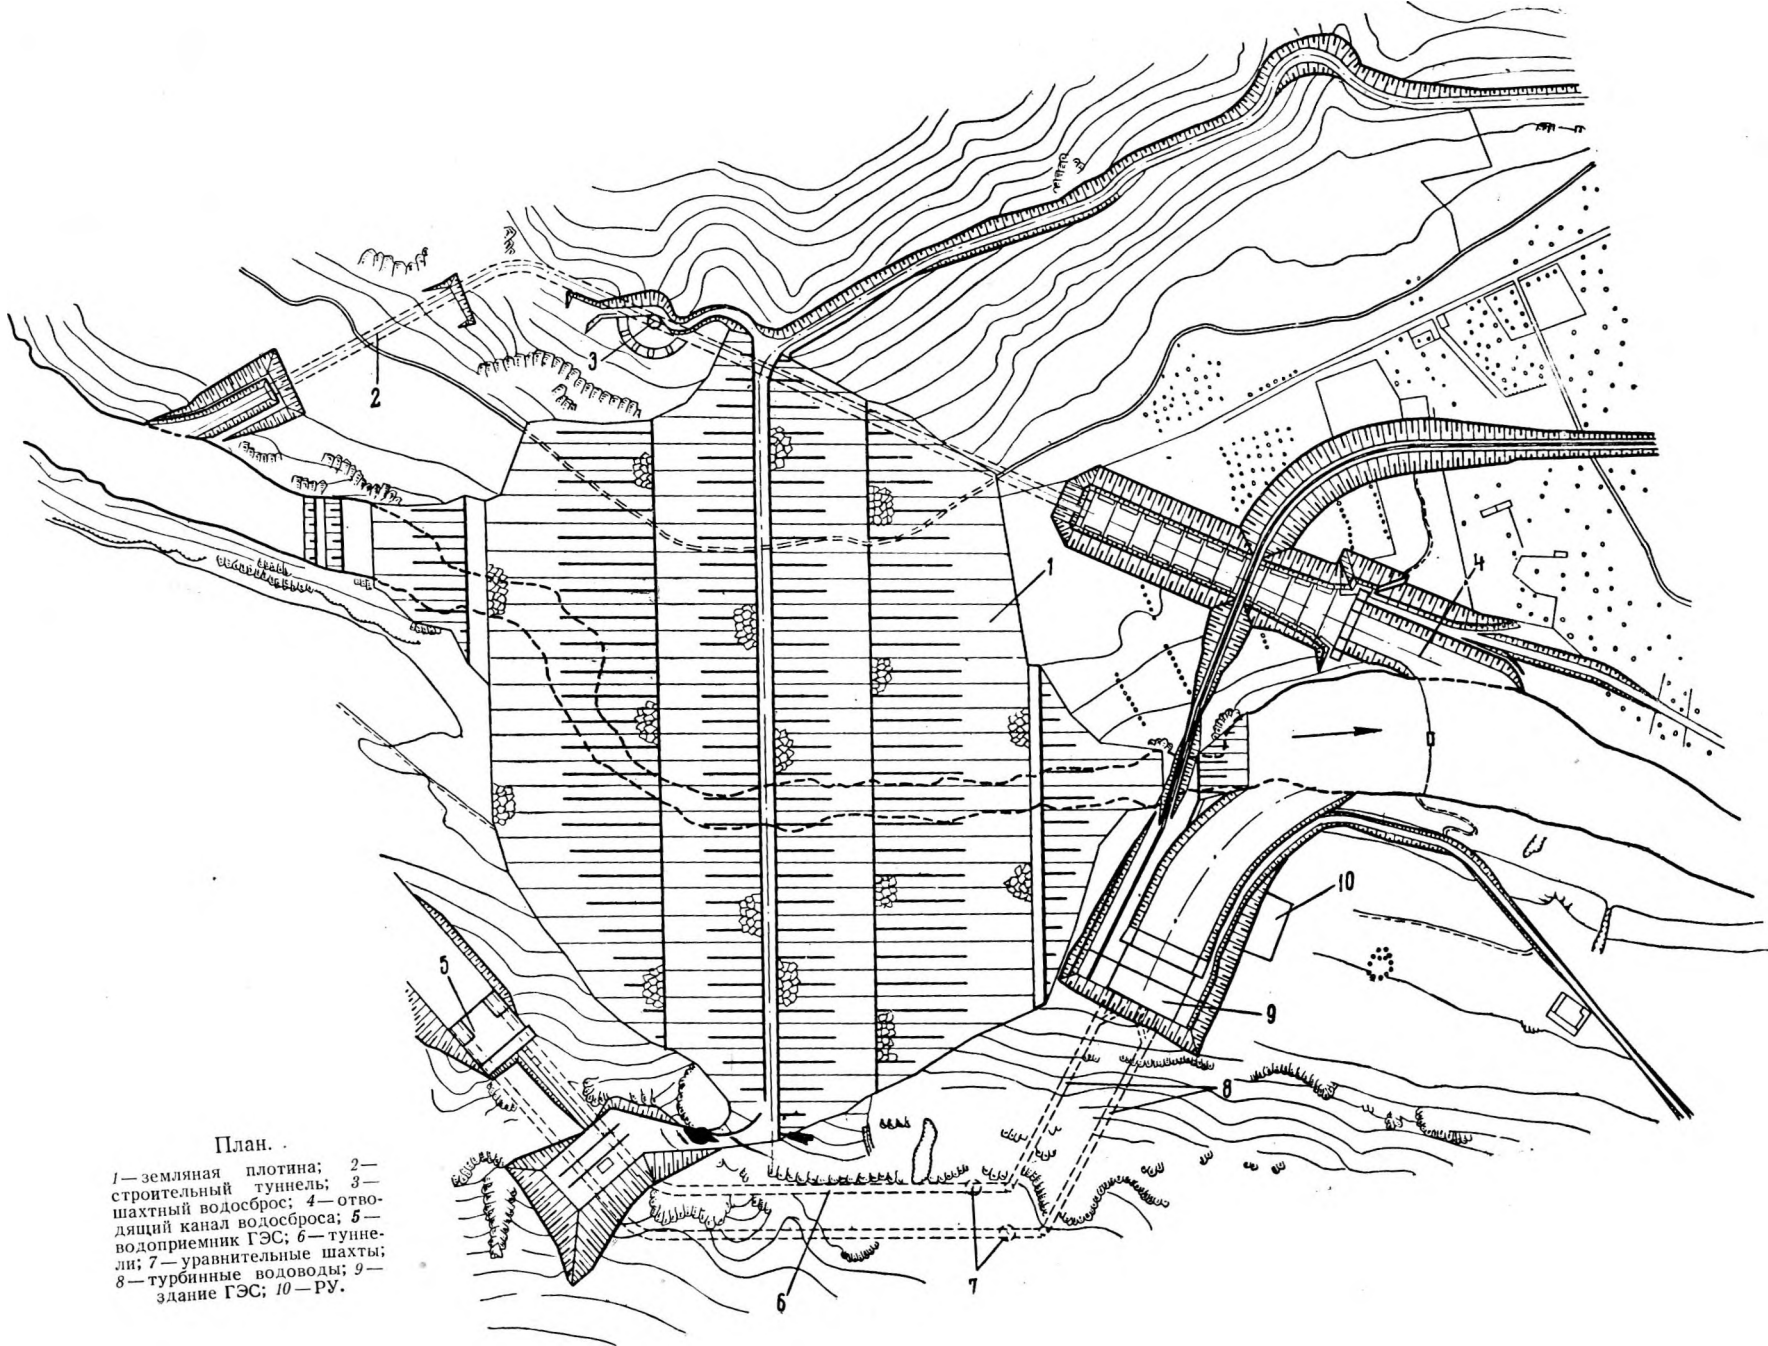 2
3
1
4
5
10
9
8
7
6
План.
1—земляная плотина; 2—
строительный туннель; 3—
шахтный водосброс; 4—отво-
дящий канал водосброса; 5—
водоприемник ГЭС; 6—тунне-
ли; 7—уравнительные шахты;
8—турбинные водоводы; 9—
здание ГЭС; 10—РУ.